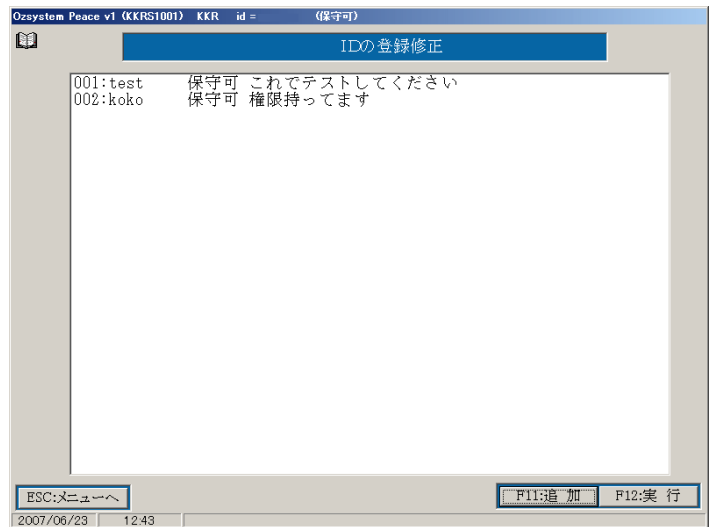 Ozsystem Peace v1 (KKRS1001) KKR id = (保守可)
IDの登録修正
001:test 保守可 これでテストしてください
002:koko 保守可 権限持ってます
ESC:メニューへ F11:追 加 F12:実 行
2007/06/23 12:43